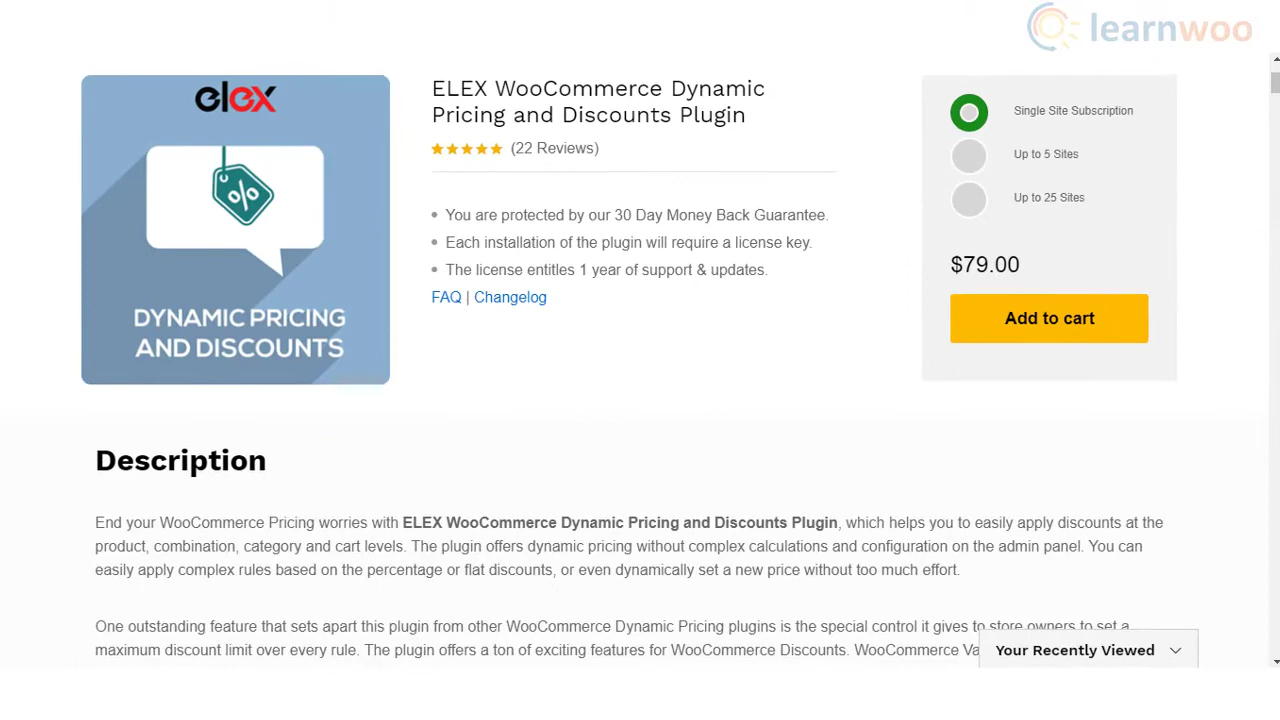 learnwoo
elex
DYNAMIC PRICING
AND DISCOUNTS
ELEX WooCommerce Dynamic
Pricing and Discounts Plugin
(22 Reviews)
You are protected by our 30 Day Money Back Guarantee.
Each installation of the plugin will require a license key.
The license entitles 1 year of support & updates.
FAQ | Changelog
Single Site Subscription
Up to 5 Sites
Up to 25 Sites
$79.00
Add to cart
Description
End your WooCommerce Pricing worries with ELEX WooCommerce Dynamic Pricing and Discounts Plugin, which helps you to easily apply discounts at the
product, combination, category and cart levels. The plugin offers dynamic pricing without complex calculations and configuration on the admin panel. You can
easily apply complex rules based on the percentage or flat discounts, or even dynamically set a new price without too much effort.
One outstanding feature that sets apart this plugin from other WooCommerce Dynamic Pricing plugins is the special control it gives to store owners to set a
maximum discount limit over every rule. The plugin offers a ton of exciting features for WooCommerce Discounts. WooCommerce Va
Your Recently Viewed